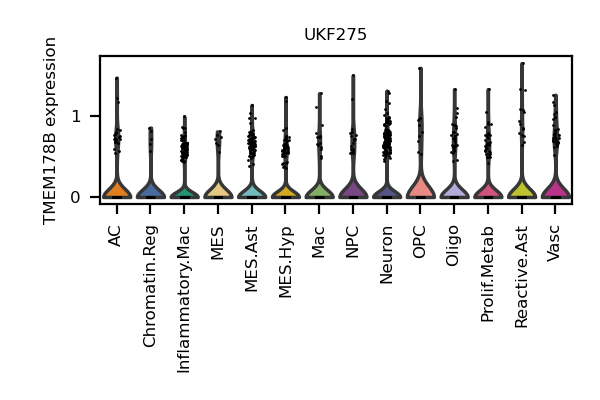 UKF275
TMEM178B expression
1
0
AC
Chromatin.Reg
Inflammatory.Mac
MES
MES.Ast
MES.Hyp
Mac
NPC
Neuron
OPC
Oligo
Prolif.Metab
Reactive.Ast
Vasc